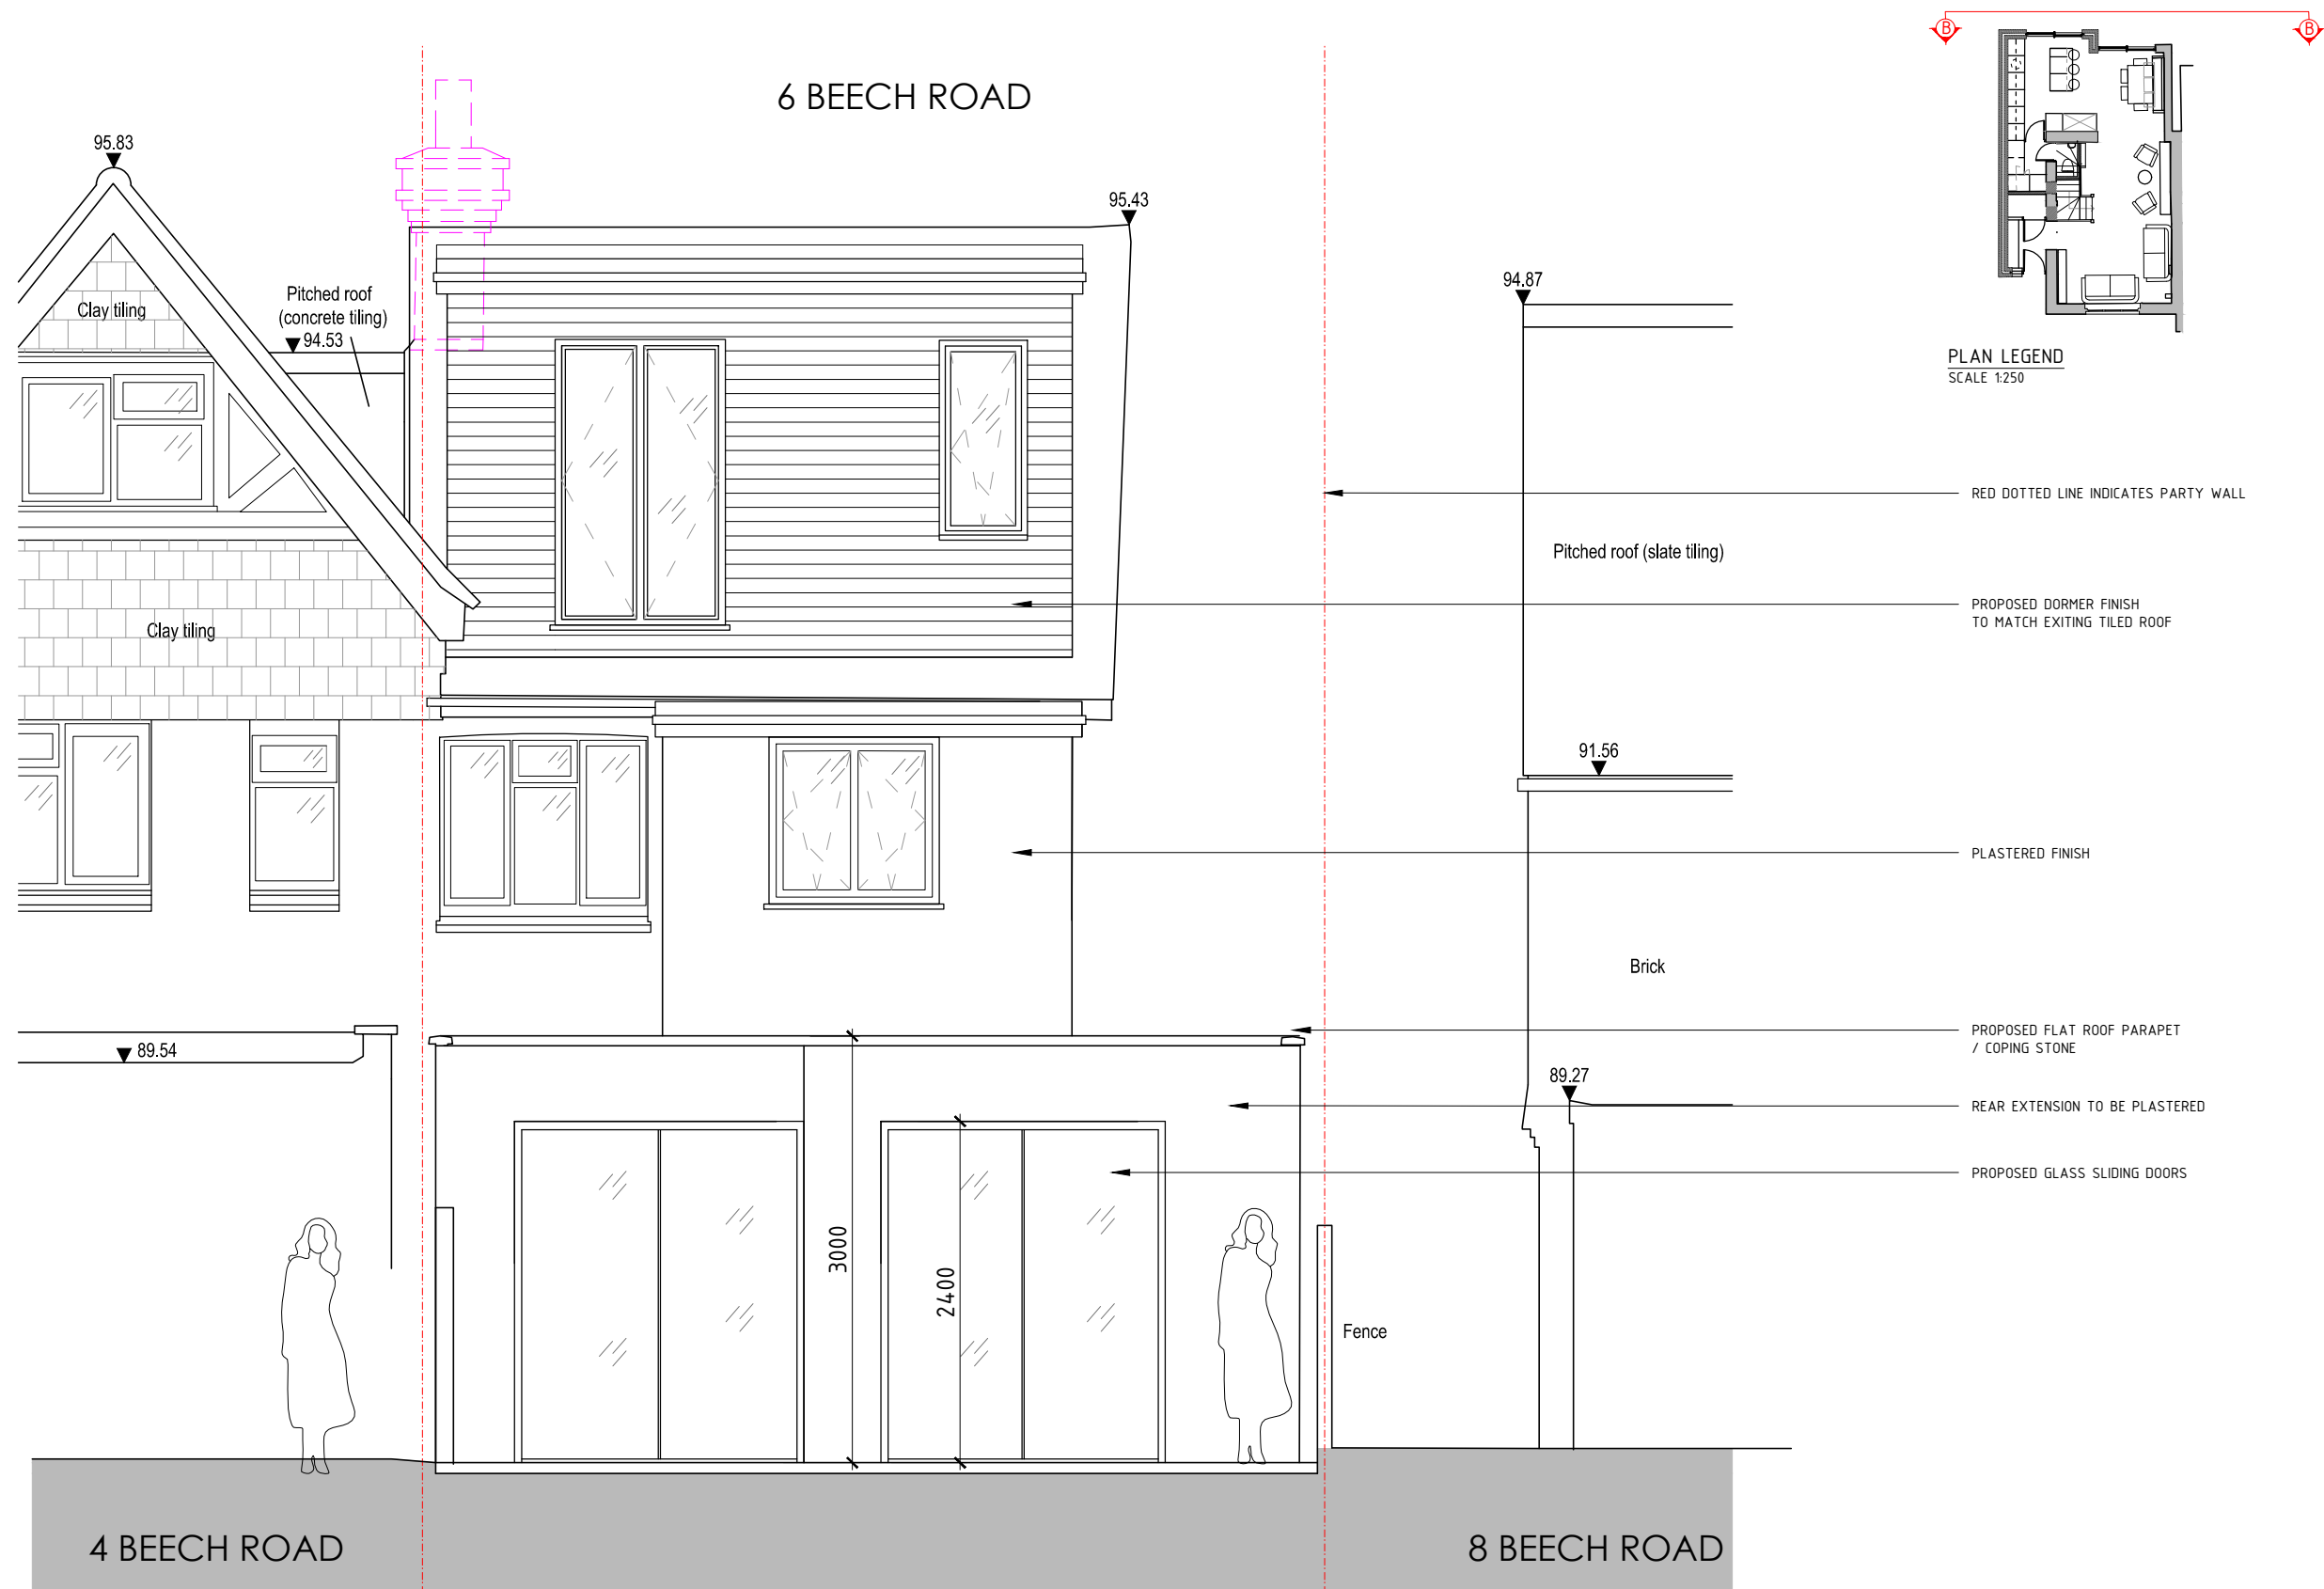 B
B
6 BEECH ROAD
95.83
95.43
Pitched roof
(concrete tiling)
94.53
Clay tiling
94.87
PLAN LEGEND
SCALE 1:250
RED DOTTED LINE INDICATES PARTY WALL
Pitched roof (slate tiling)
PROPOSED DORMER FINISH
TO MATCH EXITING TILED ROOF
Clay tiling
91.56
PLASTERED FINISH
Brick
PROPOSED FLAT ROOF PARAPET
/ COPING STONE
89.54
89.27
REAR EXTENSION TO BE PLASTERED
PROPOSED GLASS SLIDING DOORS
3000
2400
Fence
4 BEECH ROAD
8 BEECH ROAD